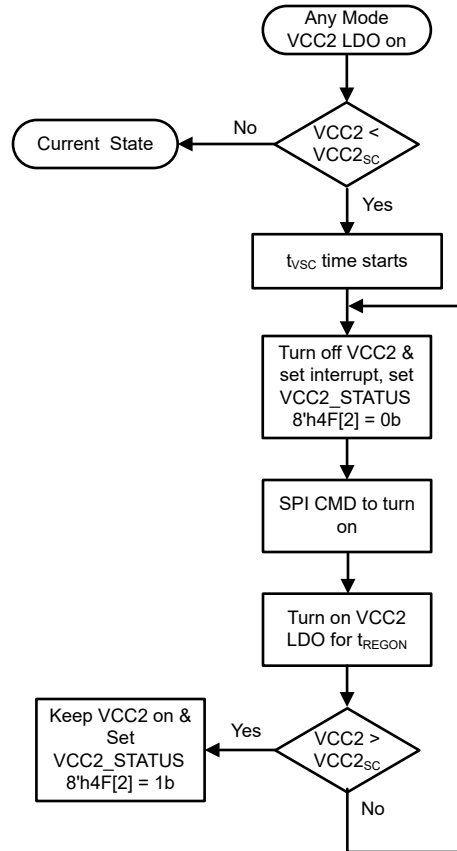 Any Mode
VCC2 LDO on
No
VCC2 <
VCC2SC
Current State
Yes
tVSC time starts
Turn off VCC2 &
set interrupt, set
VCC2_STATUS
8'h4F[2] = 0b
SPI CMD to turn
on
Turn on VCC2
LDO for tREGON
Keep VCC2 on &
Set
VCC2_STATUS
8'h4F[2] = 1b
Yes
VCC2 >
VCC2SC
No